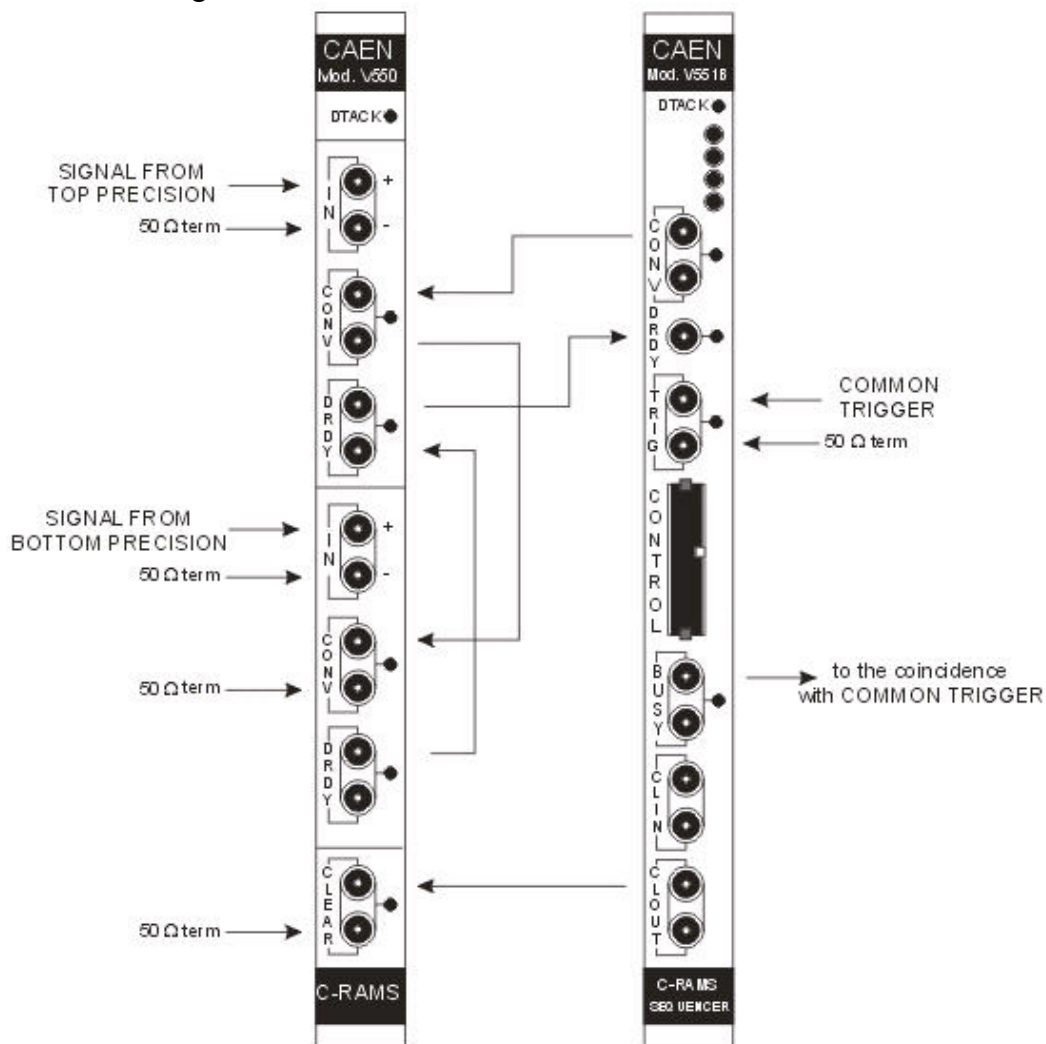 CAEN
Mod. V550
DTACK
SIGNAL FROM
TOP PRECISION
50 Ω term
IN
+
-
CONV
DRDY
SIGNAL FROM
BOTTOM PRECISION
50 Ω term
IN
+
-
CONV
50 Ω term
DRDY
CLEAR
50 Ω term
C-RAMS
CAEN
Mod. V551B
DTACK
CONV
DRDY
TRIG
COMMON
TRIGGER
50 Ω term
CONTROL
BUSY
to the coincidence
with COMMON TRIGGER
CLIN
CLOUT
C-RAMS
SEQUENCER